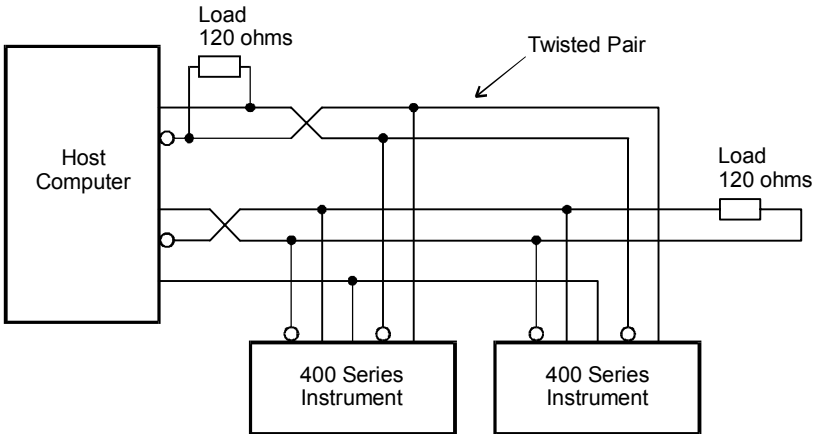 Load
120 ohms
Twisted Pair
Host
Computer
Load
120 ohms
400 Series
Instrument
400 Series
Instrument